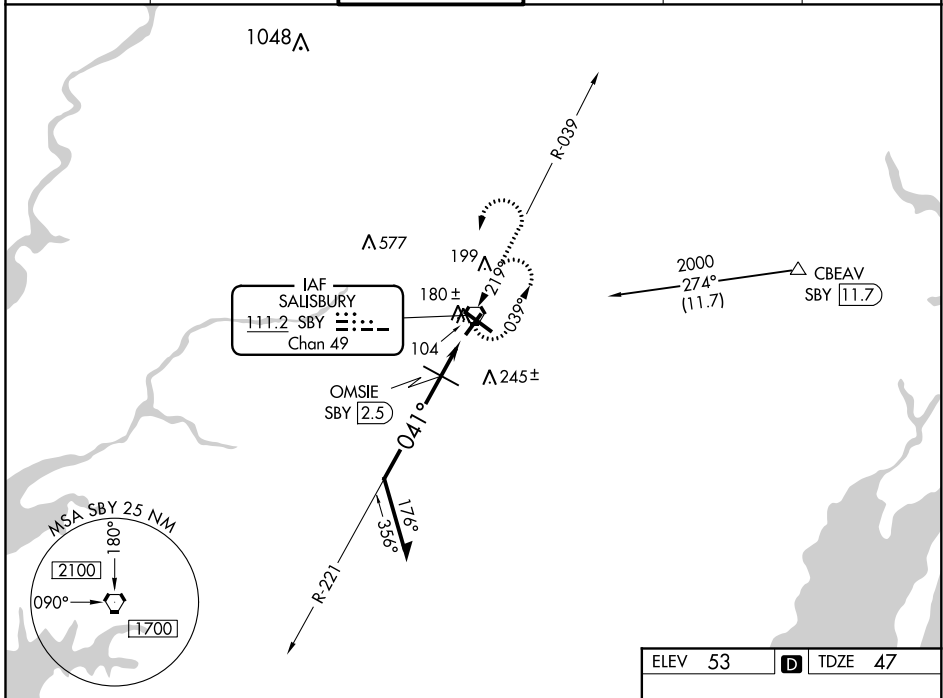 1048
R-039
577
199
219°
2000
274°
(11.7)
CBEAV
SBY 11.7
IAF
SALISBURY
111.2 SBY
Chan 49
180±
039°
104
245±
OMSIE
SBY 2.5
041°
176°
356°
R-221
MSA SBY 25 NM
180°
2100
090°
1700
ELEV 53 D TDZE 47